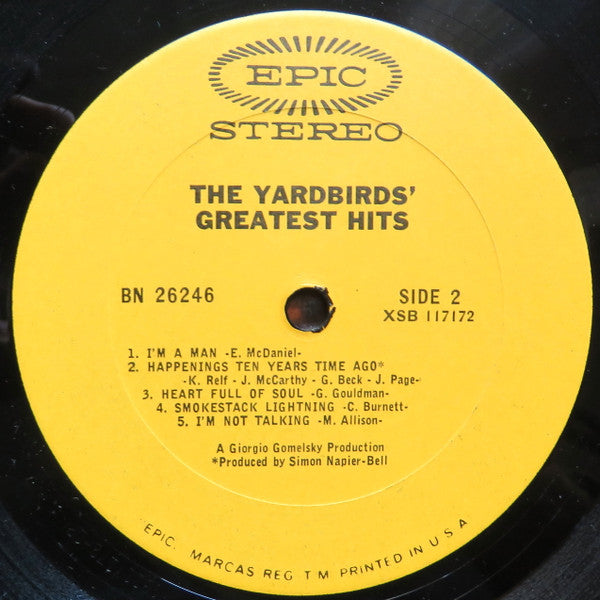 EPIC
STEREO
THE YARDBIRDS'
GREATEST HITS
BN 26246
SIDE 2
XSB 117172
1. I'M A MAN -E. McDaniel-
2. HAPPENINGS TEN YEARS TIME AGO*
-K. Relf - J. McCarthy - G. Beck - J. Page-
3. HEART FULL OF SOUL -G. Gouldman-
4. SMOKESTACK LIGHTNING -C. Burnett-
5. I'M NOT TALKING -M. Allison-
A Giorgio Gomelsky Production
*Produced by Simon Napier-Bell
EPIC. MARCAS REG T M PRINTED IN U.S.A